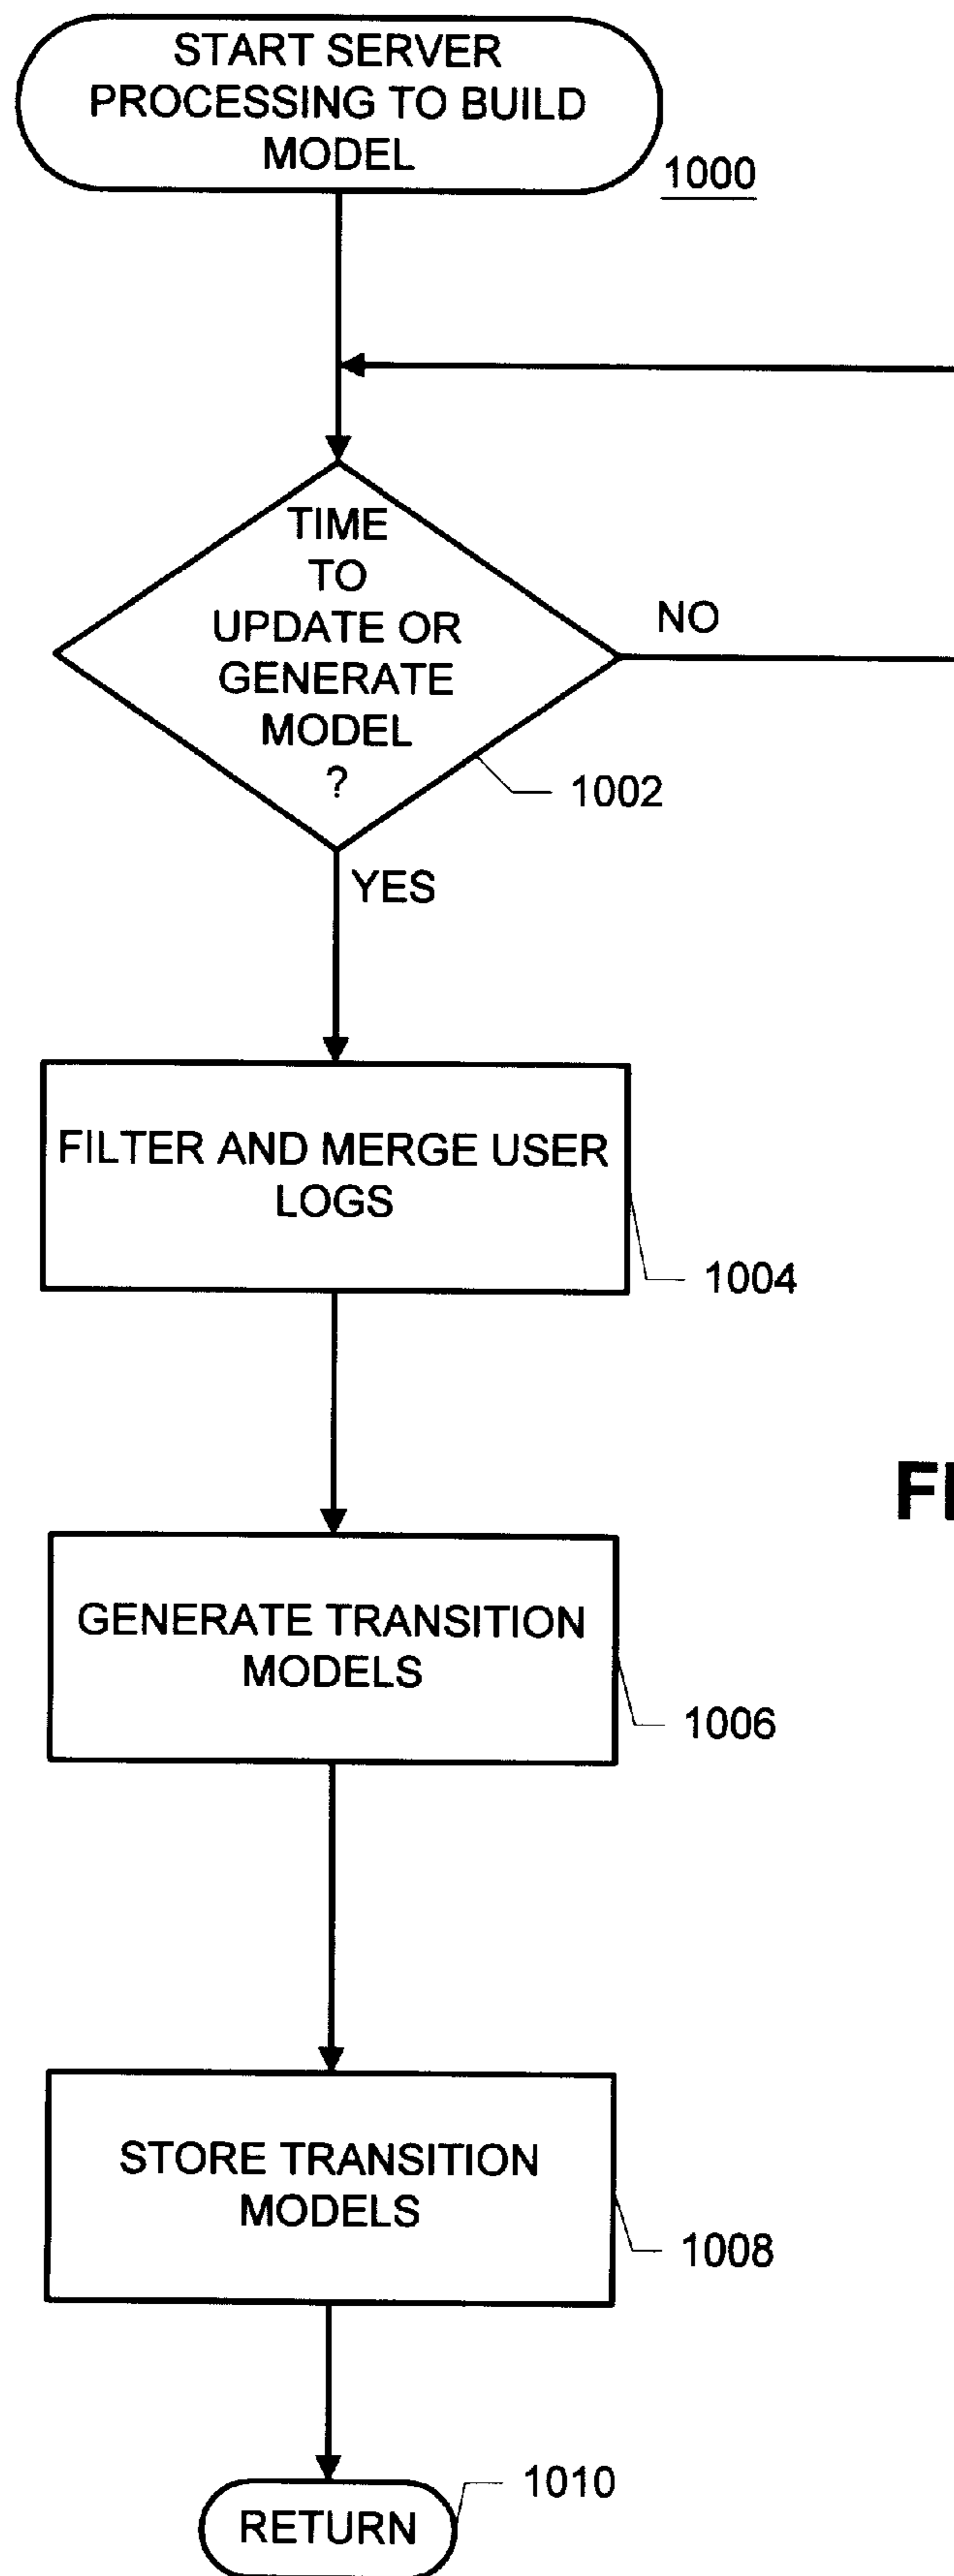 START SERVER
PROCESSING TO BUILD
MODEL
1000
TIME
TO
UPDATE OR
GENERATE
MODEL
?
NO
1002
YES
FILTER AND MERGE USER
LOGS
1004
GENERATE TRANSITION
MODELS
1006
STORE TRANSITION
MODELS
1008
1010
RETURN